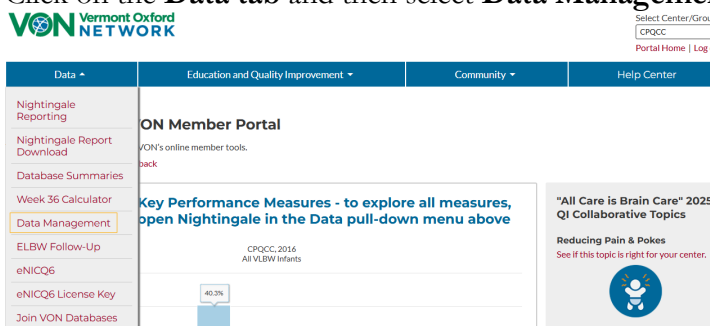 Click on the Data tab and then select Data Managemen
Vermont Oxford
VON NETWORK
Select Center/Grou
CPQCC
Portal Home | Log
Data
Education and Quality Improvement
Community
Help Center
Nightingale
Reporting
Nightingale Report
Download
Database Summaries
Week 36 Calculator
Data Management
ELBW Follow-Up
eNICQ6
eNICQ6 License Key
Join VON Databases
VON Member Portal
VON's online member tools.
back
Key Performance Measures - to explore all measures,
open Nightingale in the Data pull-down menu above
CPQCC, 2016
All VLBW Infants
40.3%
"All Care is Brain Care" 2025
QI Collaborative Topics
Reducing Pain & Pokes
See if this topic is right for your center.